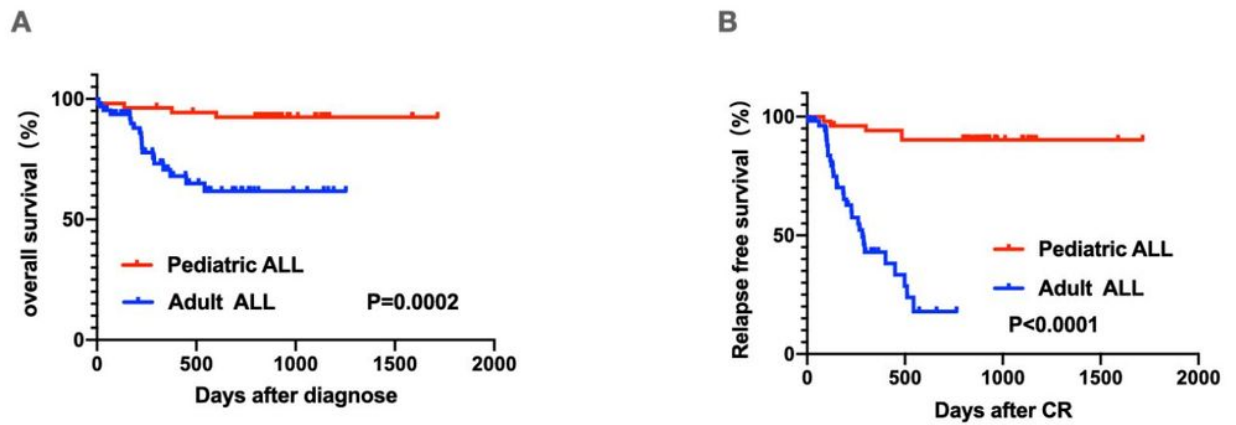 A
overall survival (%)
100
50
0
0 500 1000 1500 2000
Days after diagnose
Pediatric ALL
Adult ALL
P=0.0002
B
Relapse free survival (%)
100
50
0
0 500 1000 1500 2000
Days after CR
Pediatric ALL
Adult ALL
P<0.0001